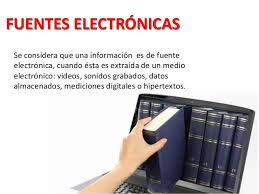 FUENTES ELECTRÓNICAS
Se considera que una información es de fuente
electrónica, cuando ésta es extraída de un medio
electrónico: videos, sonidos grabados, datos
almacenados, mediciones digitales o hipertextos.